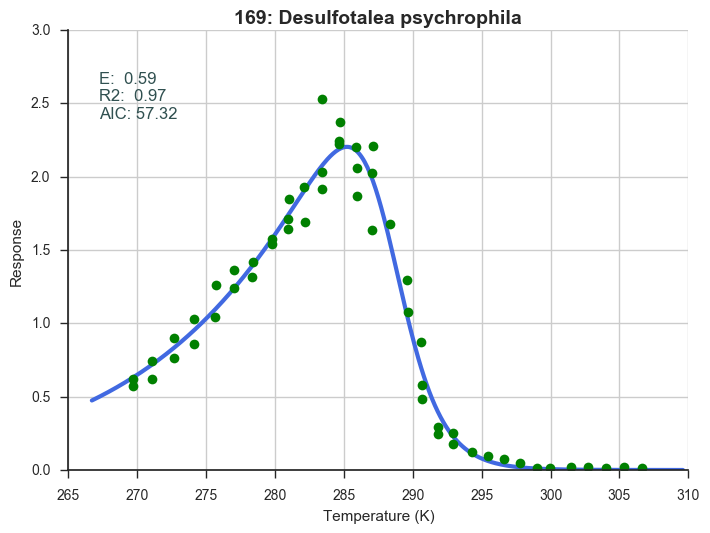 169: Desulfotalea psychrophila
E:  0.59
R2:  0.97
AIC: 57.32
Response
3.0
2.5
2.0
1.5
1.0
0.5
0.0
265 270 275 280 285 290 295 300 305 310
Temperature (K)